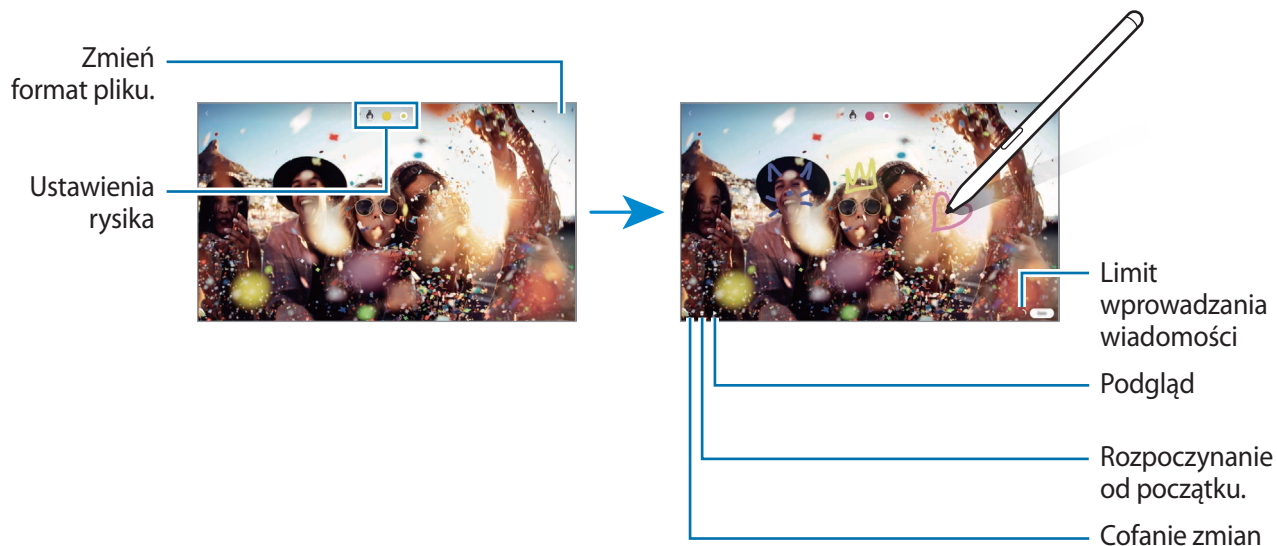 Zmień
format pliku.
Ustawienia
rysika
Limit
wprowadzania
wiadomości
Podgląd
Rozpoczynanie
od początku.
Cofanie zmian